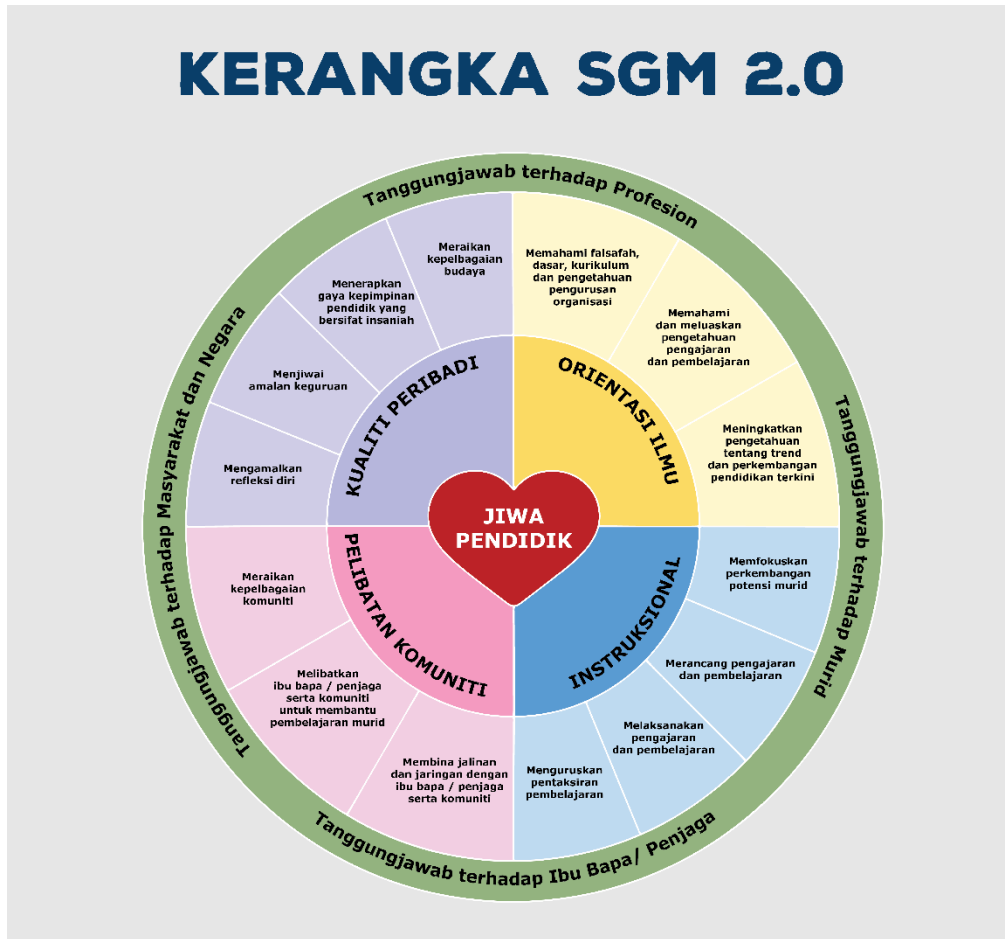 KERANGKA SGM 2.0
Tanggungjawab terhadap Profesion
Tanggungjawab terhadap Murid
Tanggungjawab terhadap Ibu Bapa/ Penjaga
Tanggungjawab terhadap Masyarakat dan Negara
JIWA
PENDIDIK
ORIENTASI ILMU
Memahami falsafah,
dasar, kurikulum
dan pengetahuan
pengurusan
organisasi
Memahami
dan meluaskan
pengetahuan
pengajaran
dan pembelajaran
Meningkatkan
pengetahuan
tentang trend
dan perkembangan
pendidikan terkini
INSTRUKSIONAL
Memfokuskan
perkembangan
potensi murid
Merancang pengajaran
dan pembelajaran
Melaksanakan
pengajaran
dan pembelajaran
Menguruskan
pentaksiran
pembelajaran
PELIBATAN KOMUNITI
Membina jalinan
dan jaringan dengan
ibu bapa / penjaga
serta komuniti
Melibatkan
ibu bapa / penjaga
serta komuniti
untuk membantu
pembelajaran murid
Meraikan
kepelbagaian
komuniti
KUALITI PERIBADI
Mengamalkan
refleksi diri
Menjiwai
amalan keguruan
Menerapkan
gaya kepimpinan
pendidik yang
bersifat insaniah
Meraikan
kepelbagaian
budaya